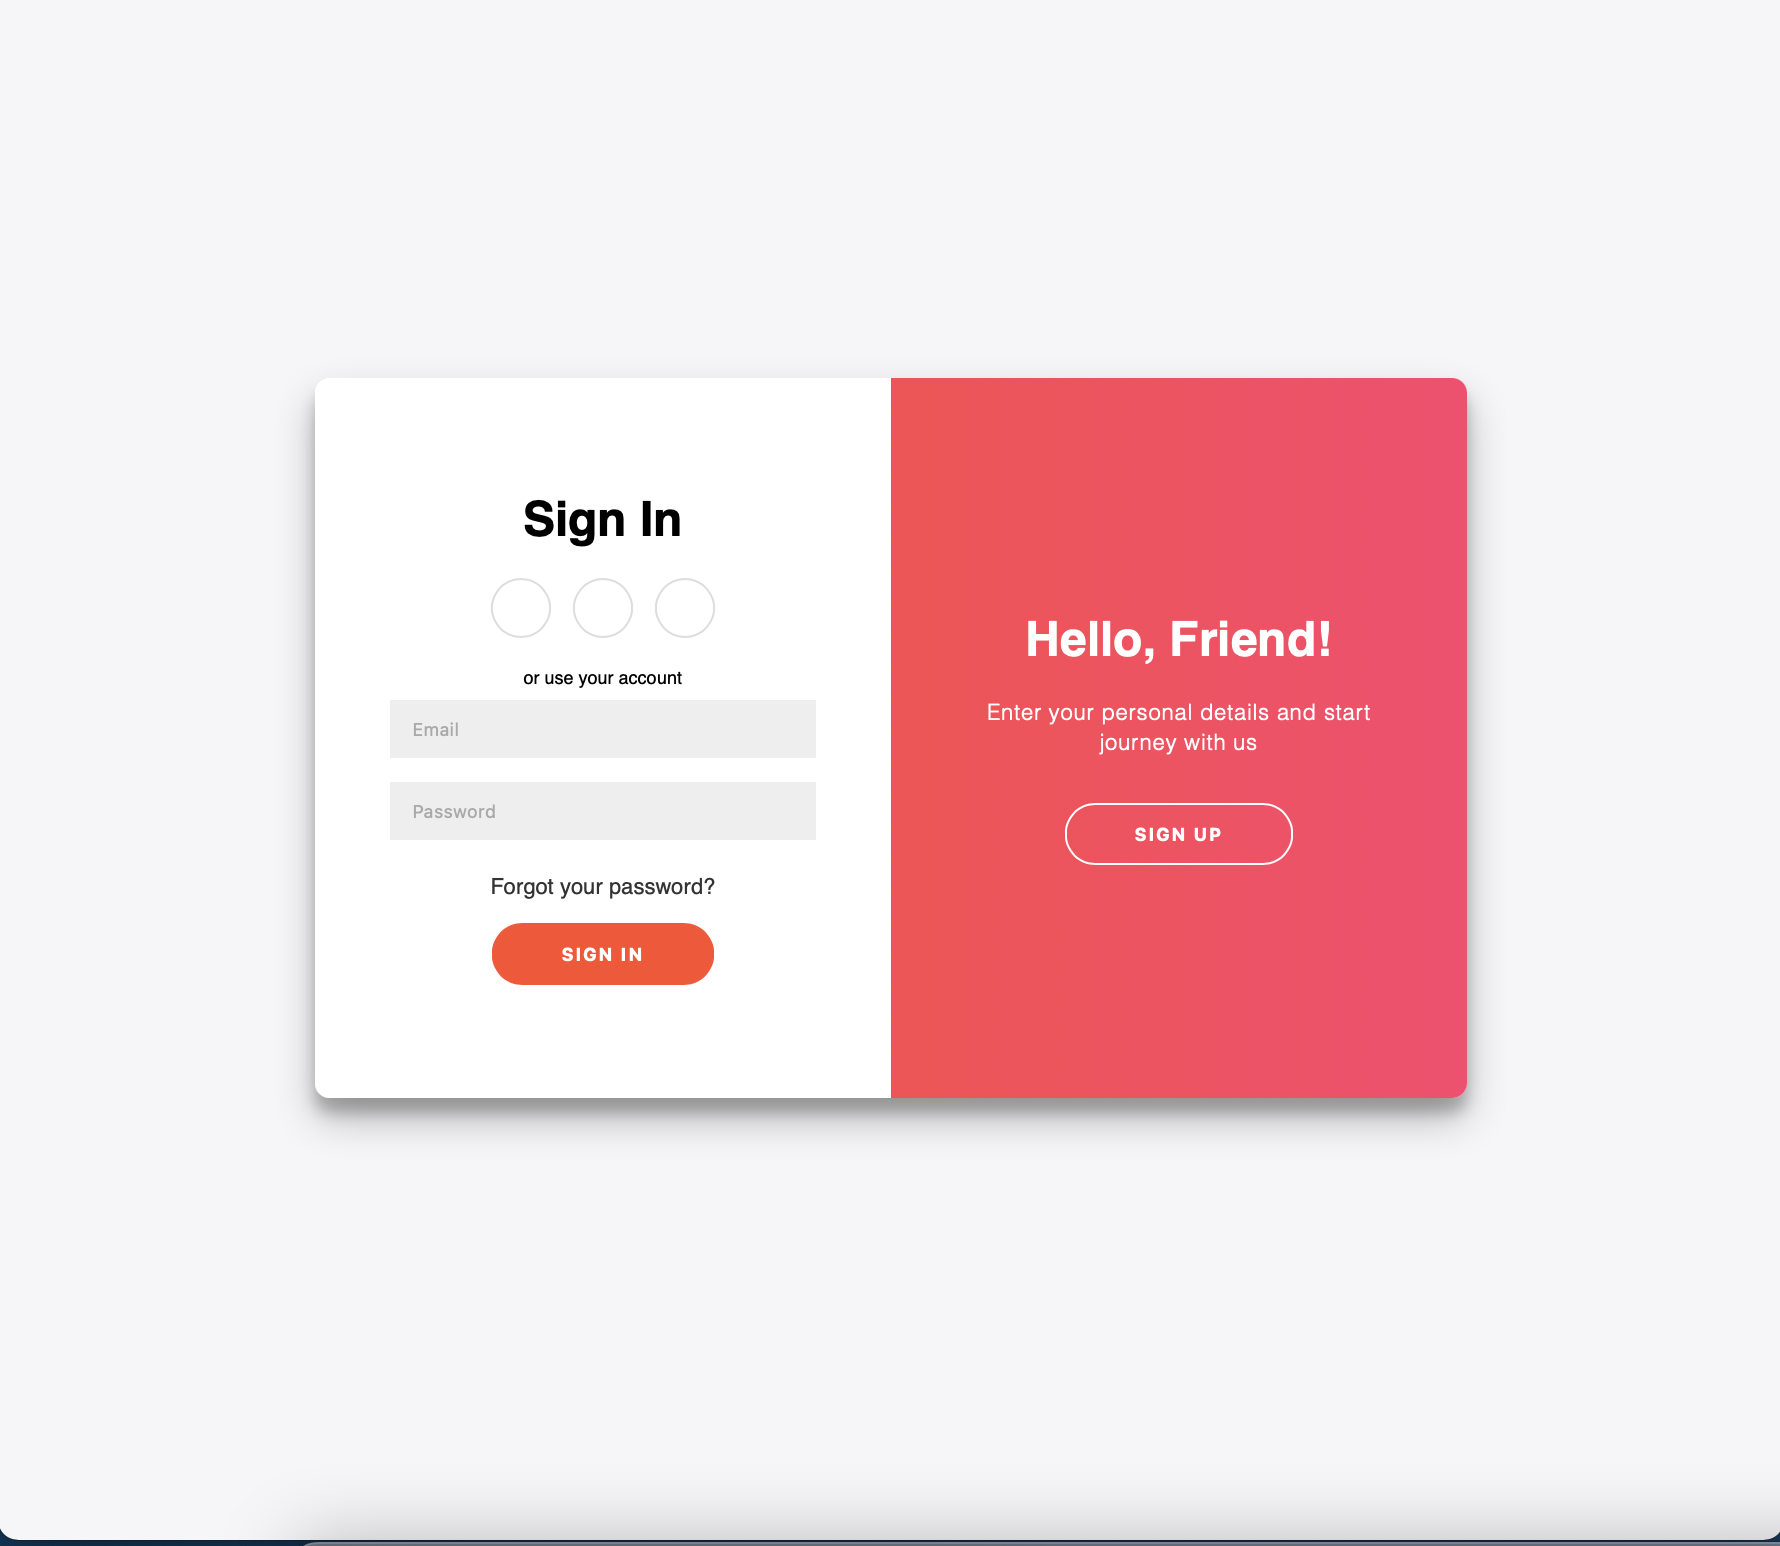 Sign In
or use your account
Email
Password
Forgot your password?
SIGN IN
Hello, Friend!
Enter your personal details and start
journey with us
SIGN UP